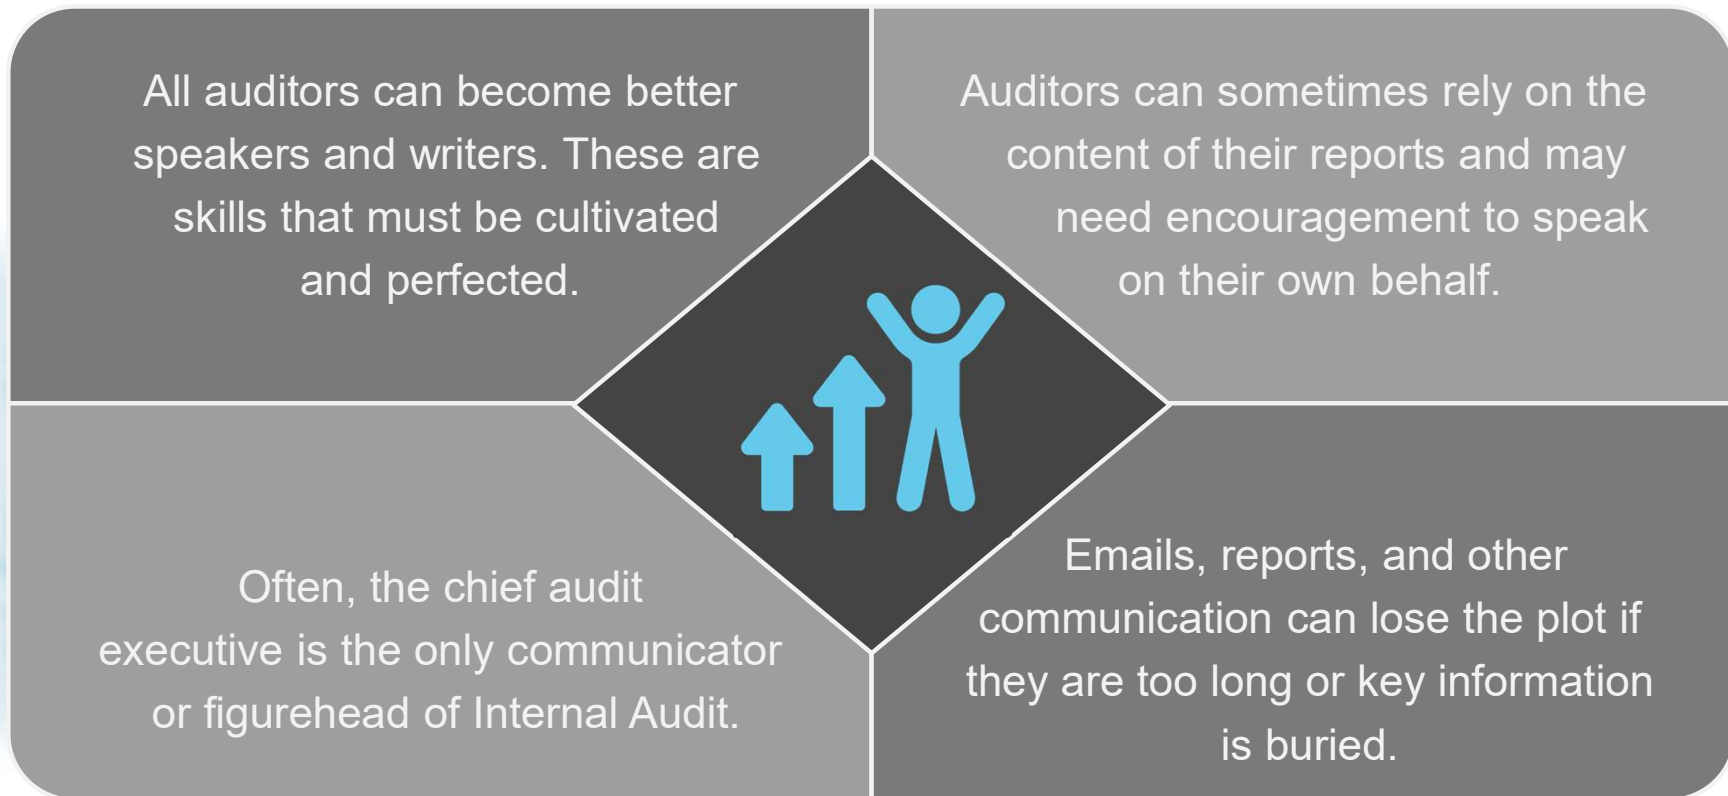 All auditors can become better
speakers and writers. These are
skills that must be cultivated
and perfected.
Auditors can sometimes rely on the
content of their reports and may
need encouragement to speak
on their own behalf.
Often, the chief audit
executive is the only communicator
or figurehead of Internal Audit.
Emails, reports, and other
communication can lose the plot if
they are too long or key information
is buried.